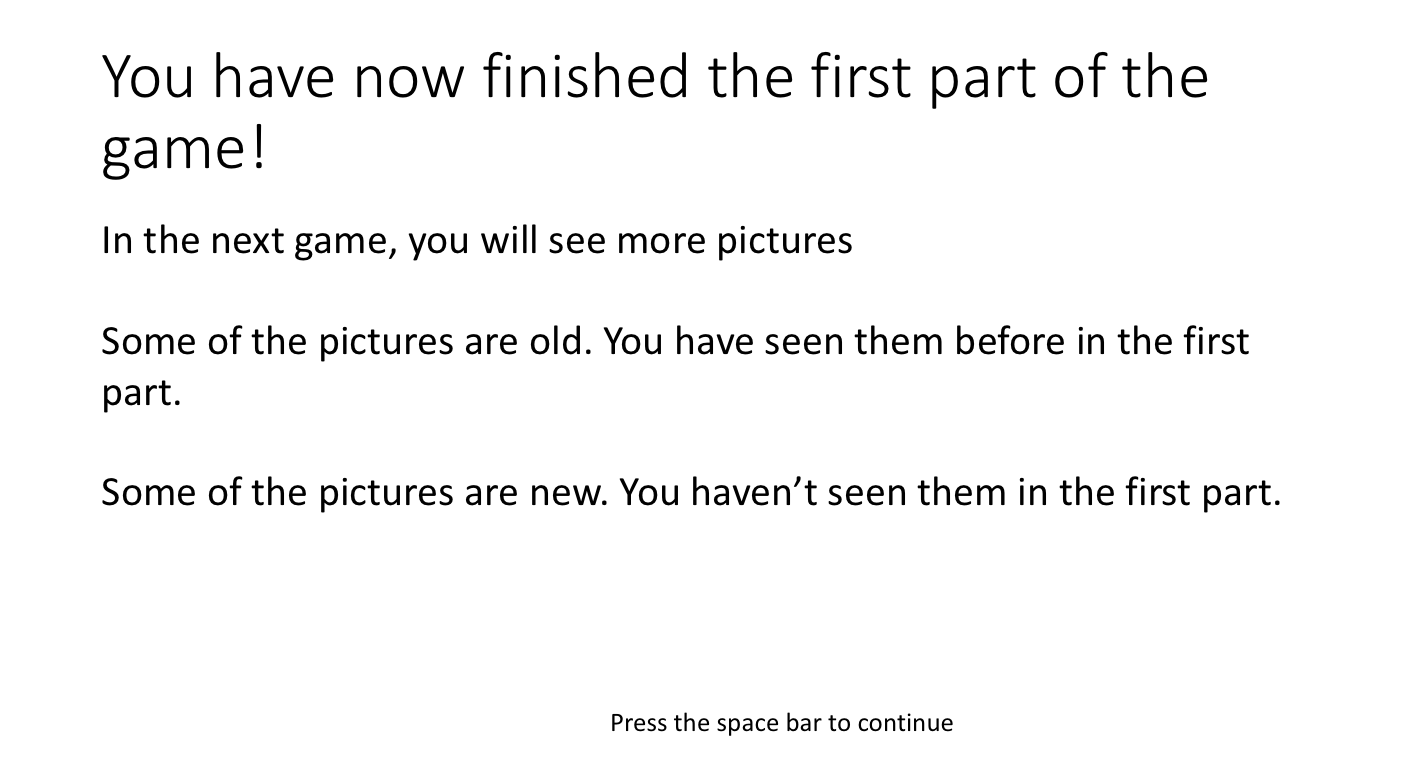 You have now finished the first part of the
game!
In the next game, you will see more pictures
Some of the pictures are old. You have seen them before in the first
part.
Some of the pictures are new. You haven’t seen them in the first part.
Press the space bar to continue